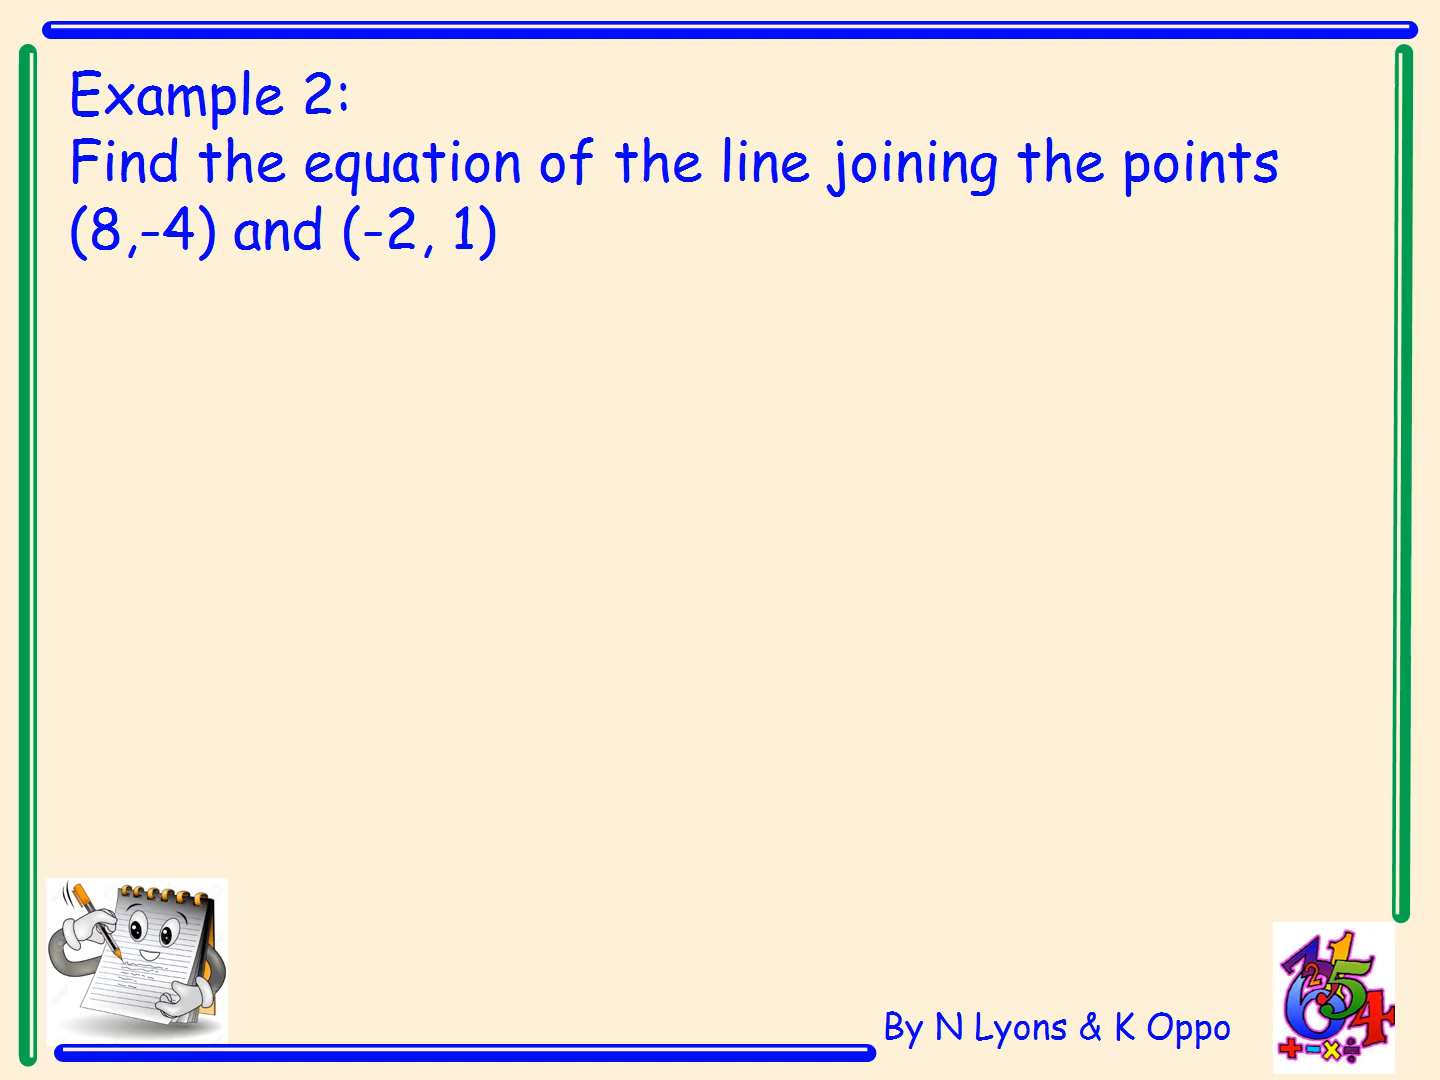 Example 2:
Find the equation of the line joining the points
(8,-4) and (-2, 1)
By N Lyons & K Oppo